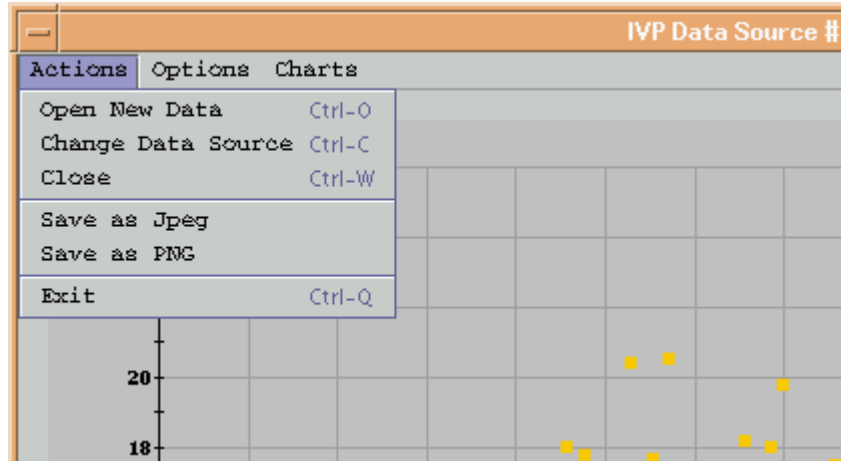 IVP Data Source #
Actions Options Charts
Open New Data Ctrl-O
Change Data Source Ctrl-C
Close Ctrl-W
Save as Jpeg
Save as PNG
Exit Ctrl-Q
20
18